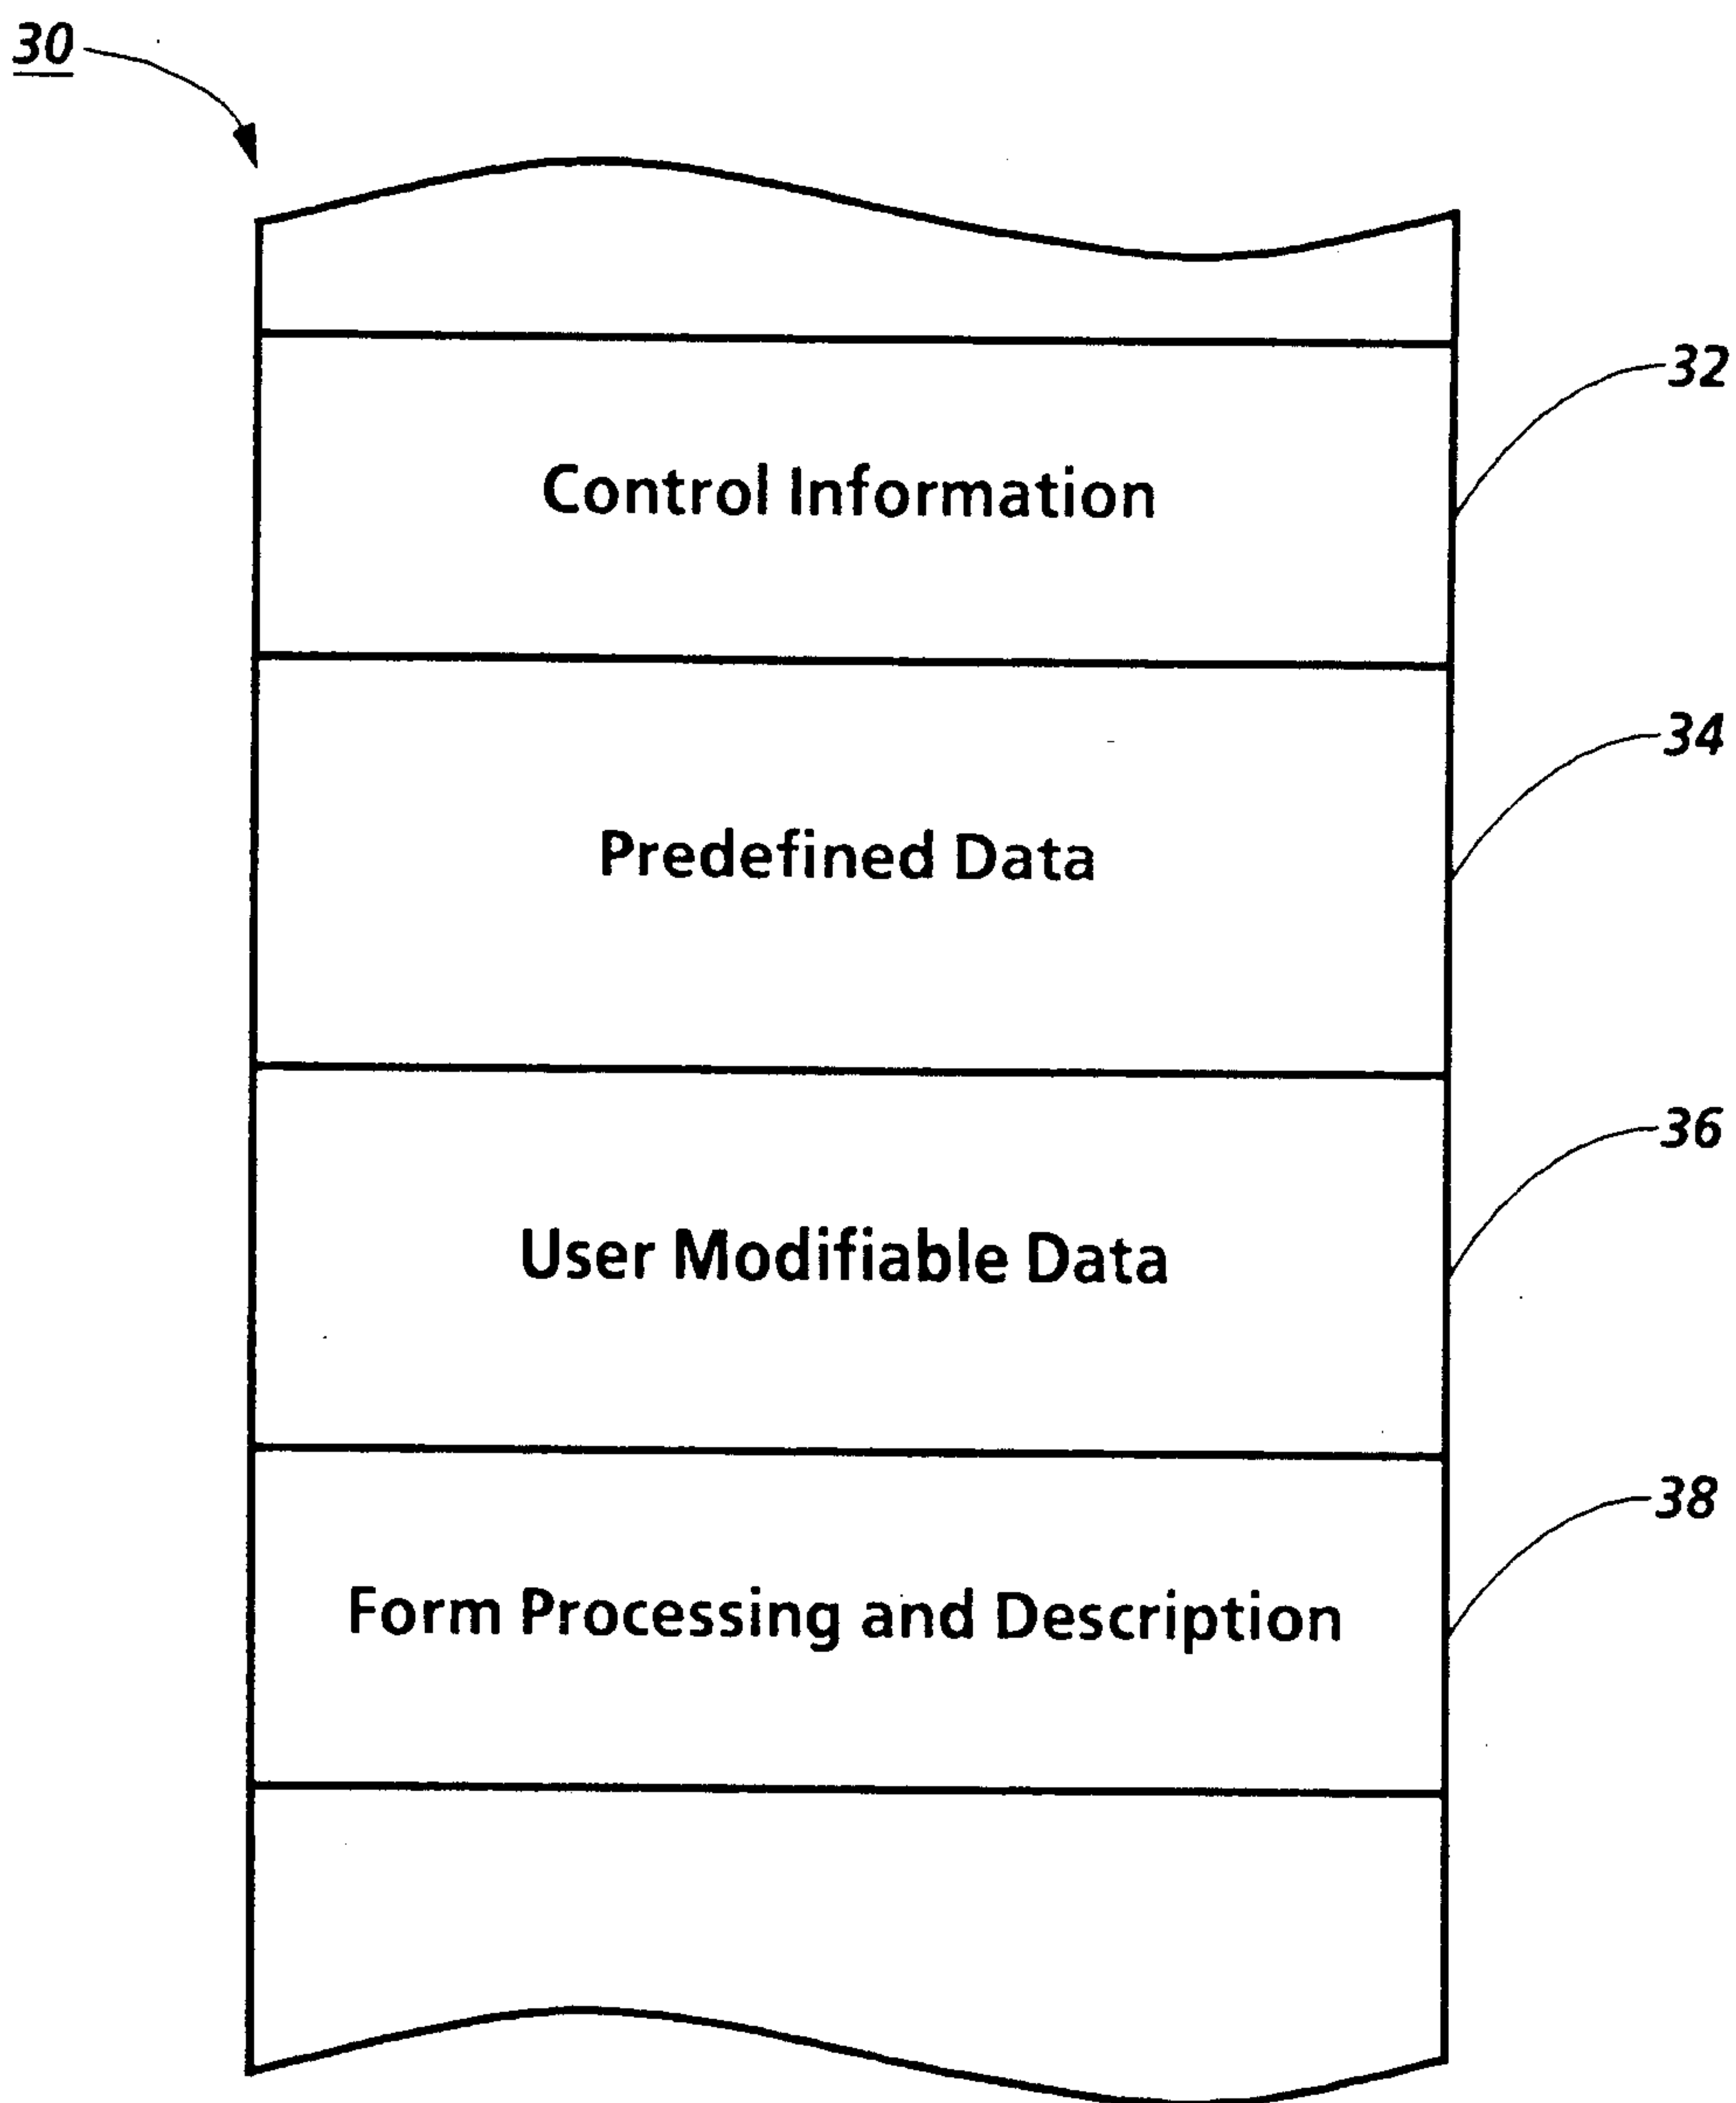 30
32
Control Information
34
Predefined Data
36
User Modifiable Data
38
Form Processing and Description